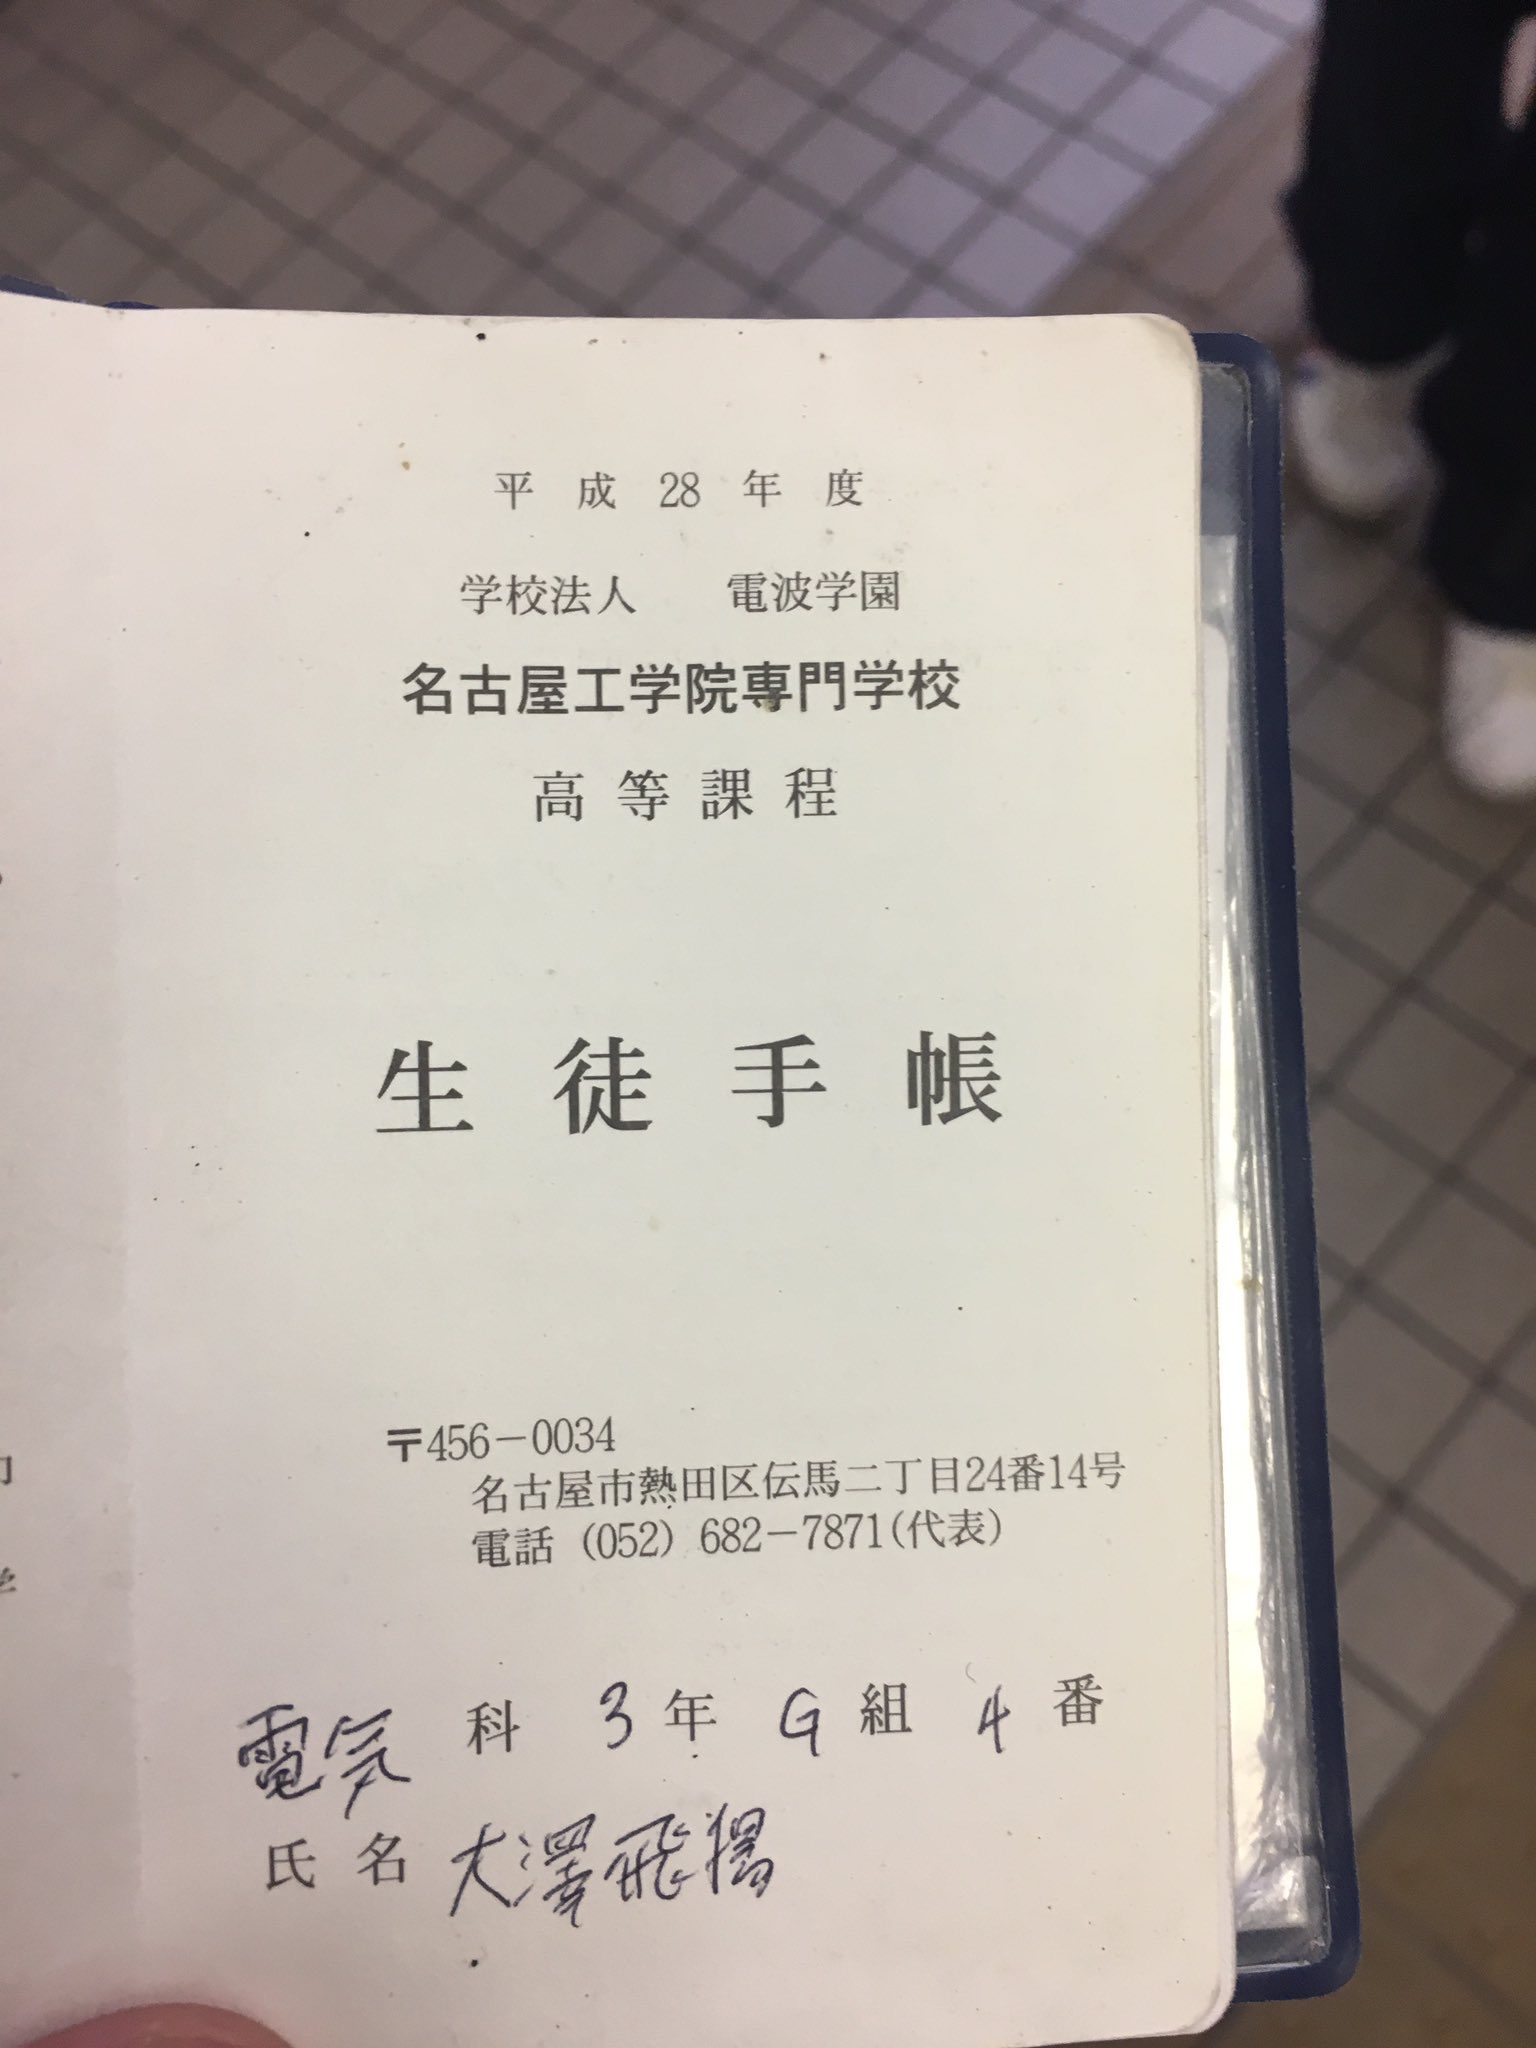 平成28年度
学校法人 電波学園
名古屋工学院専門学校
高等課程
生徒手帳
〒456-0034
名古屋市熱田区伝馬二丁目24番14号
電話 (052) 682-7871(代表)
電気科 3年 G組 4番
氏名 大澤飛揚